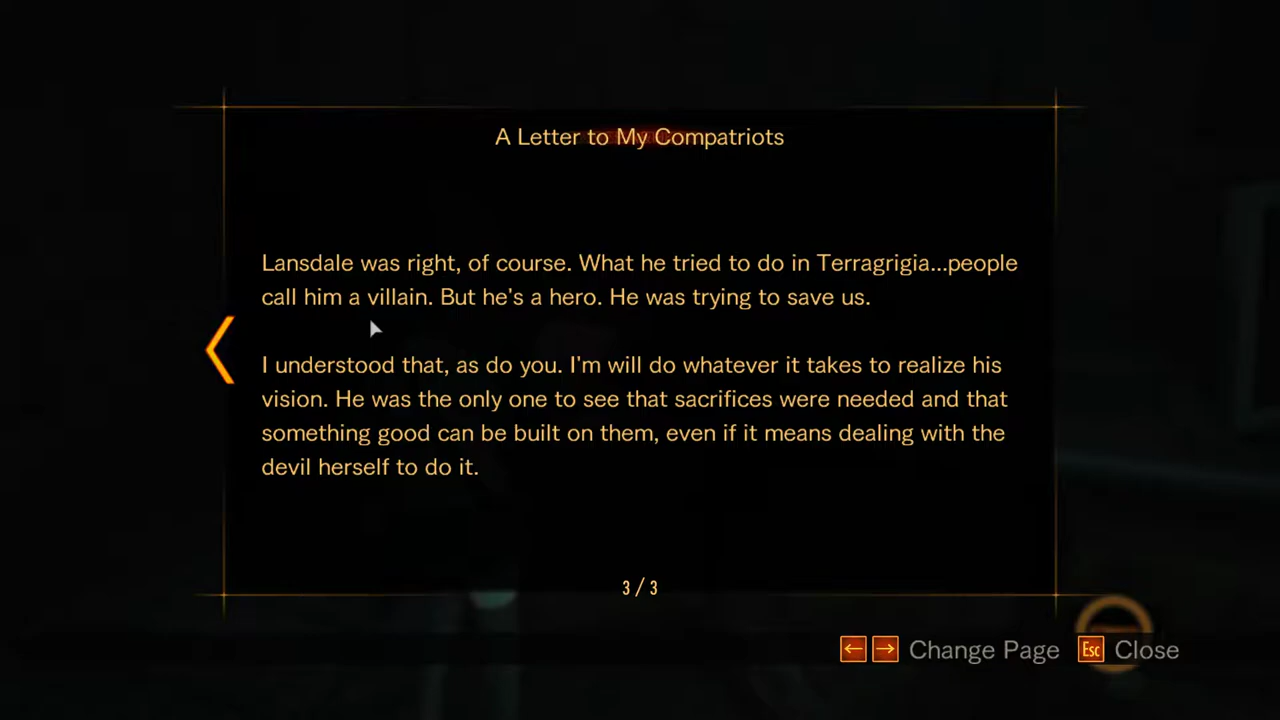 A Letter to My Compatriots
Lansdale was right, of course. What he tried to do in Terragrigia...people
call him a villain. But he's a hero. He was trying to save us.
I understood that, as do you. I'm will do whatever it takes to realize his
vision. He was the only one to see that sacrifices were needed and that
something good can be built on them, even if it means dealing with the
devil herself to do it.
3 / 3
← → Change Page Esc Close